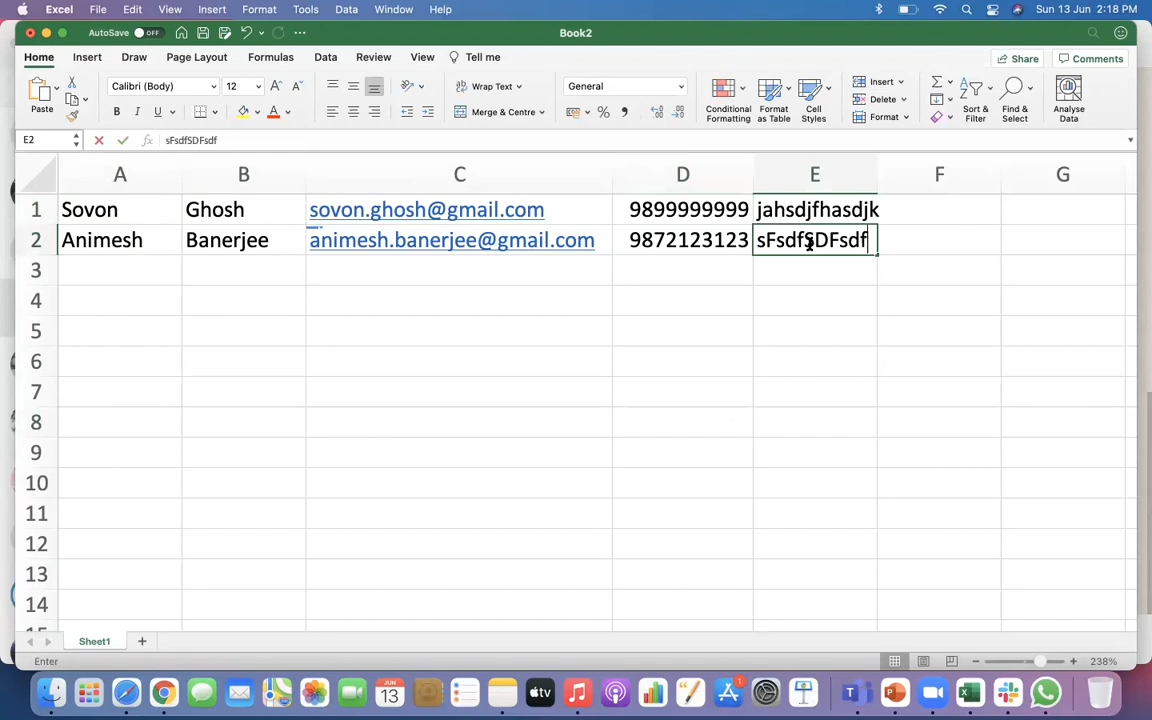 Excel File Edit View Insert Format Tools Data Window Help Sun 13 Jun 2:18 PM
AutoSave OFF Book2
Home Insert Draw Page Layout Formulas Data Review View Tell me Share Comments
Paste Calibri (Body) 12 A A Wrap Text General Conditional Formatting Format as Table Cell Styles Insert Sort & Filter Find & Select Analyse Data
Delete
B I U A Merge & Centre % Format
E2 fx sFsdfSDFsdf
A B C D E F G
1 Sovon Ghosh sovon.ghosh@gmail.com 9899999999 jahsdjfhasdjk
2 Animesh Banerjee animesh.banerjee@gmail.com 9872123123 sFsdfSDFsdf
3
4
5
6
7
8
9
10
11
12
13
14
Sheet1
Enter 238%
JUN 13 tv 1